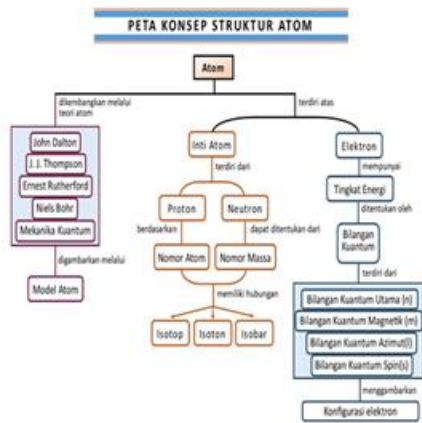 PETA KONSEP STRUKTUR ATOM
Atom
dikembangkan melalui
teori atom
terdiri atas
John Dalton
J. J. Thompson
Ernest Rutherford
Niels Bohr
Mekanika Kuantum
digambarkan melalui
Model Atom
Inti Atom
terdiri dari
Proton
Neutron
berdasarkan
dapat ditentukan dari
Nomor Atom
Nomor Massa
memiliki hubungan
Isotop
Isoton
Isobar
Elektron
mempunyai
Tingkat Energi
ditentukan oleh
Bilangan
Kuantum
terdiri dari
Bilangan Kuantum Utama (n)
Bilangan Kuantum Magnetik (m)
Bilangan Kuantum Azimut(l)
Bilangan Kuantum Spin(s)
menggambarkan
Konfigurasi elektron